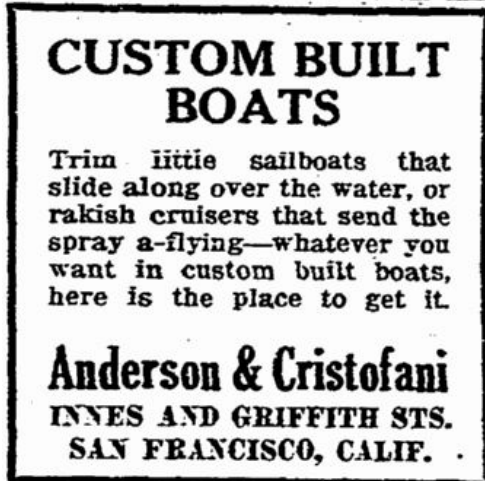 CUSTOM BUILT
BOATS
Trim little sailboats that
slide along over the water, or
rakish cruisers that send the
spray a-flying—whatever you
want in custom built boats,
here is the place to get it.
Anderson & Cristofani
INNES AND GRIFFITH STS.
SAN FRANCISCO, CALIF.